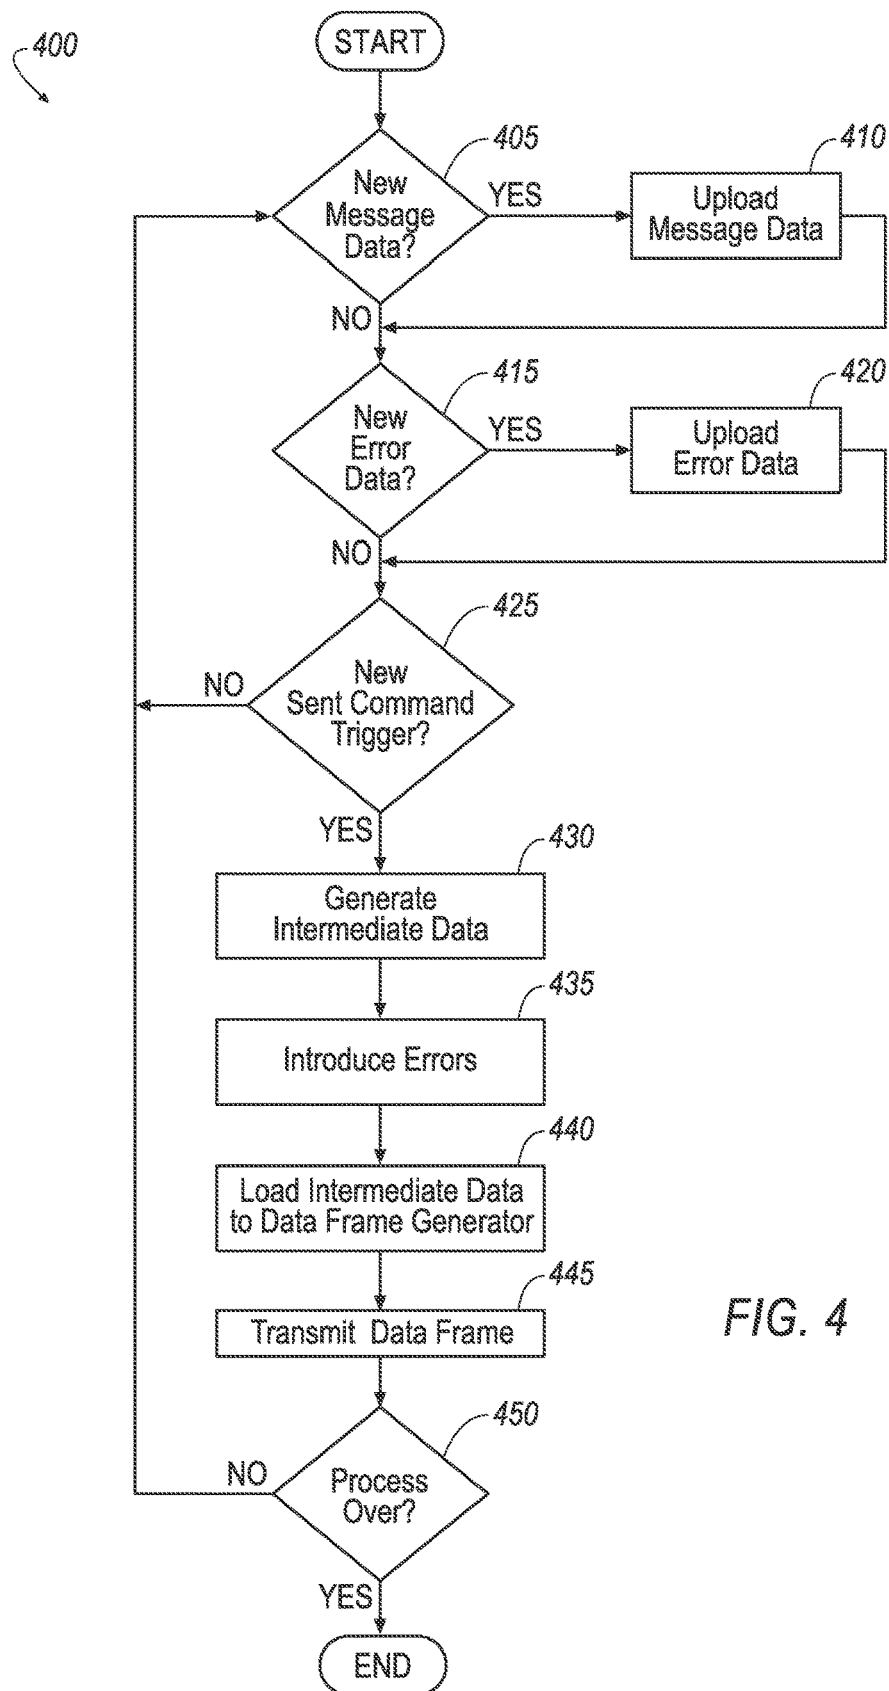 400
START
405
New
Message
Data?
YES
410
Upload
Message Data
NO
415
New
Error
Data?
YES
420
Upload
Error Data
NO
425
New
Sent Command
Trigger?
NO
YES
430
Generate
Intermediate Data
435
Introduce Errors
440
Load Intermediate Data
to Data Frame Generator
445
Transmit Data Frame
FIG. 4
450
Process
Over?
NO
YES
END